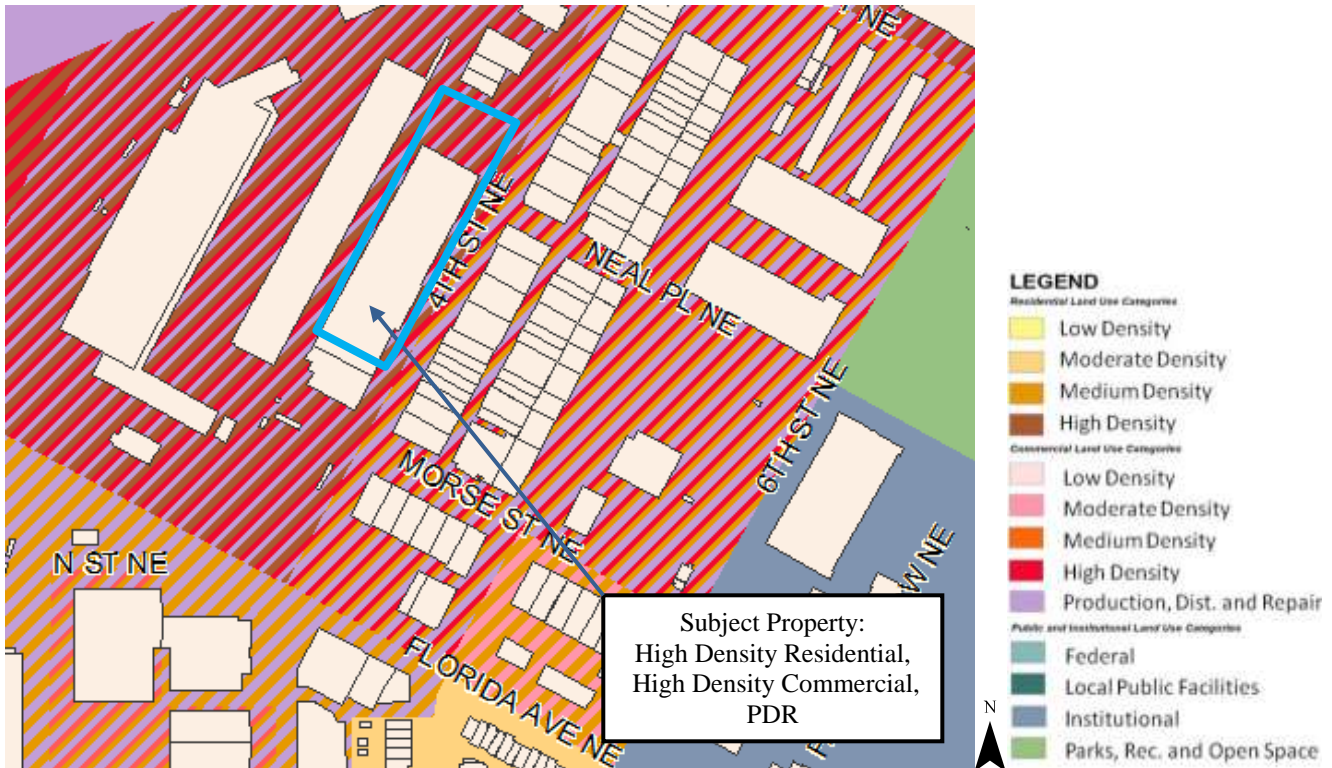 T NE
4TH ST NE
NEAL PL NE
6TH ST NE
MORSE ST NE
N ST NE
FLORIDA AVE NE
W NE
Subject Property:
High Density Residential,
High Density Commercial,
PDR
LEGEND
Residential Land Use Categories
Low Density
Moderate Density
Medium Density
High Density
Commercial Land Use Categories
Low Density
Moderate Density
Medium Density
High Density
Production, Dist. and Repair
Public and Institutional Land Use Categories
Federal
Local Public Facilities
Institutional
Parks, Rec. and Open Space
N